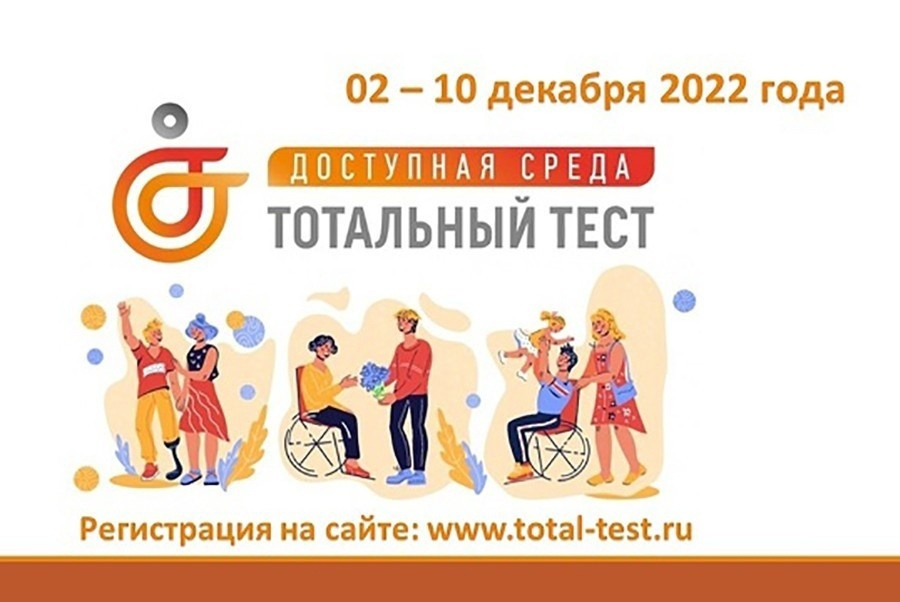 02 – 10 декабря 2022 года
ДОСТУПНАЯ СРЕДА
ТОТАЛЬНЫЙ ТЕСТ
Регистрация на сайте: www.total-test.ru